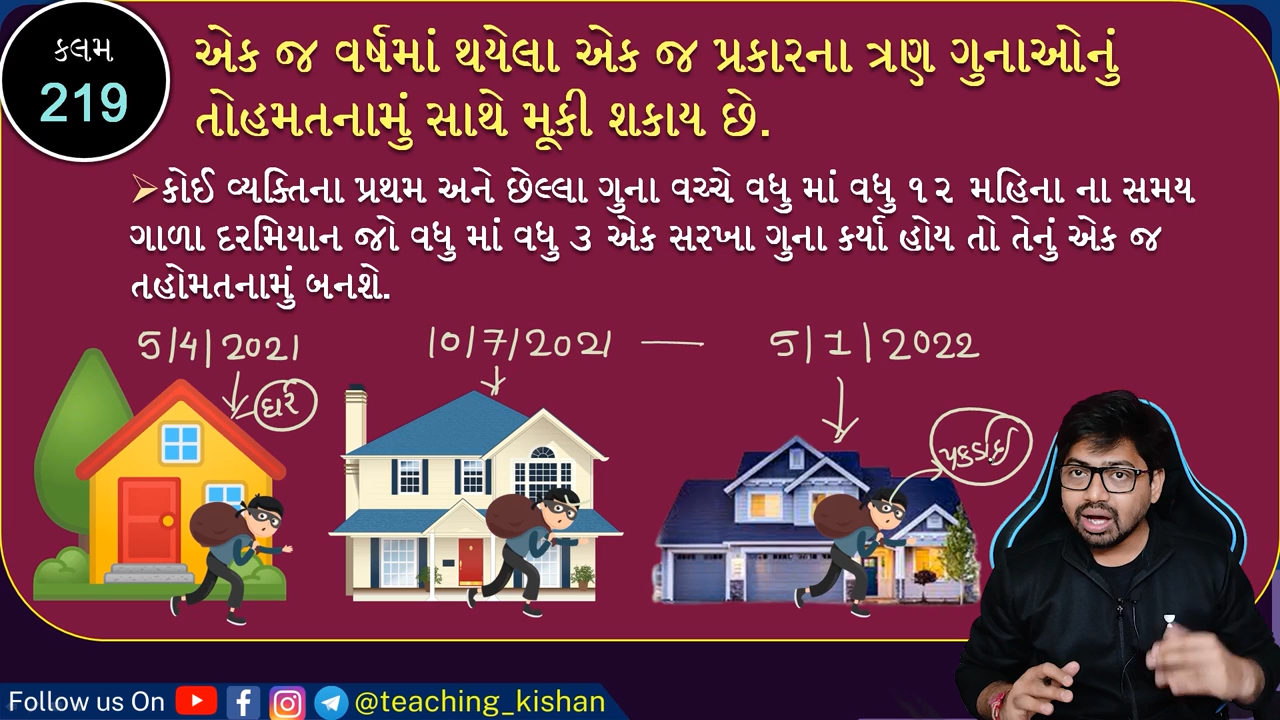 કલમ
219
એક જ વર્ષમાં થયેલા એક જ પ્રકારના ત્રણ ગુનાઓનું
તોહમતનામું સાથે મૂકી શકાય છે.
➢કોઈ વ્યક્તિના પ્રથમ અને છેલ્લા ગુના વચ્ચે વધુ માં વધુ ૧૨ મહિના ના સમય
ગાળા દરમિયાન જો વધુ માં વધુ ૩ એક સરખા ગુના કર્યા હોય તો તેનું એક જ
તહોમતનામું બનશે.
5/4/2021 10/7/2021 — 5/1/2022
ઘરે
પકડાઈ
Follow us On @teaching_kishan